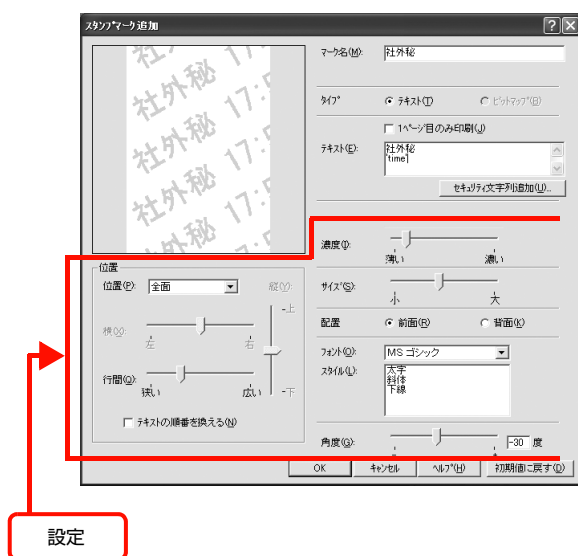 スタンプマーク追加
社外秘 17:5
社外秘 17:5
社外秘 17:5
社外秘 17:5
マーク名(M): 社外秘
タイプ テキスト(T) ビットマップ(B)
1ページ目のみ印刷(J)
テキスト(E): 社外秘
%time]
セキュリティ文字列追加(U)...
位置
位置(P): 全面 縦(Y):
上
横(X):
左 右
行間(Q):
狭い 広い 下
テキストの順番を換える(N)
濃度(I):
薄い 濃い
サイズ(S):
小 大
配置 前面(R) 背面(K)
フォント(O): MS ゴシック
スタイル(L): 太字
斜体
下線
角度(G): -30 度
OK キャンセル ヘルプ(H) 初期値に戻す(D)
設定